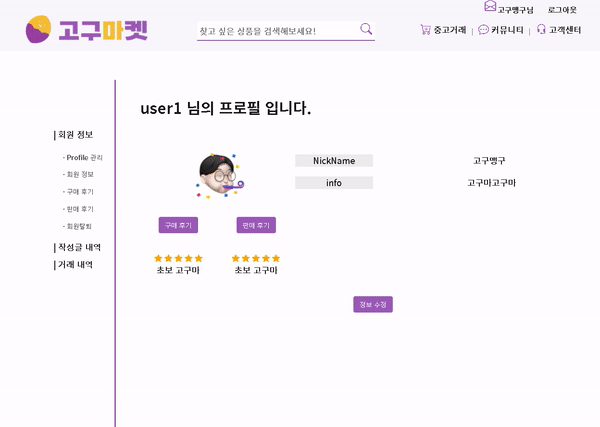 고구맹구님 로그아웃
고구마켓
찾고 싶은 상품을 검색해보세요!
중고거래 | 커뮤니티 | 고객센터
user1 님의 프로필 입니다.
| 회원 정보
- Profile 관리
- 회원 정보
- 구매 후기
- 판매 후기
- 회원탈퇴
| 작성글 내역
| 거래 내역
NickName 고구맹구
info 고구마고구마
구매 후기 판매 후기
초보 고구마 초보 고구마
정보 수정